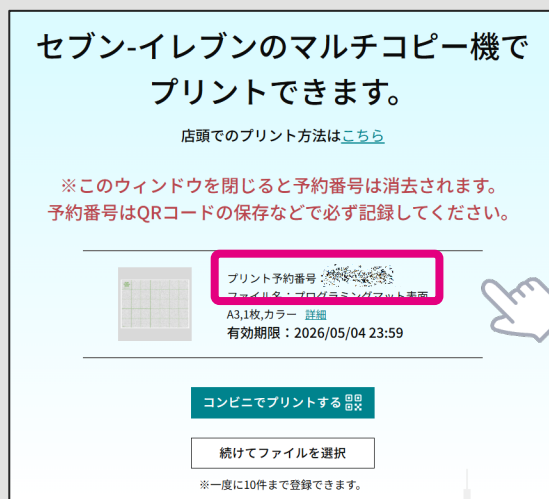 セブン-イレブンのマルチコピー機で
プリントできます。
店頭でのプリント方法はこちら
※このウィンドウを閉じると予約番号は消去されます。
予約番号はQRコードの保存などで必ず記録してください。
プリント予約番号:
ファイル名:プログラミングマット表面
A3,1枚,カラー 詳細
有効期限:2026/05/04 23:59
コンビニでプリントする
続けてファイルを選択
※一度に10件まで登録できます。